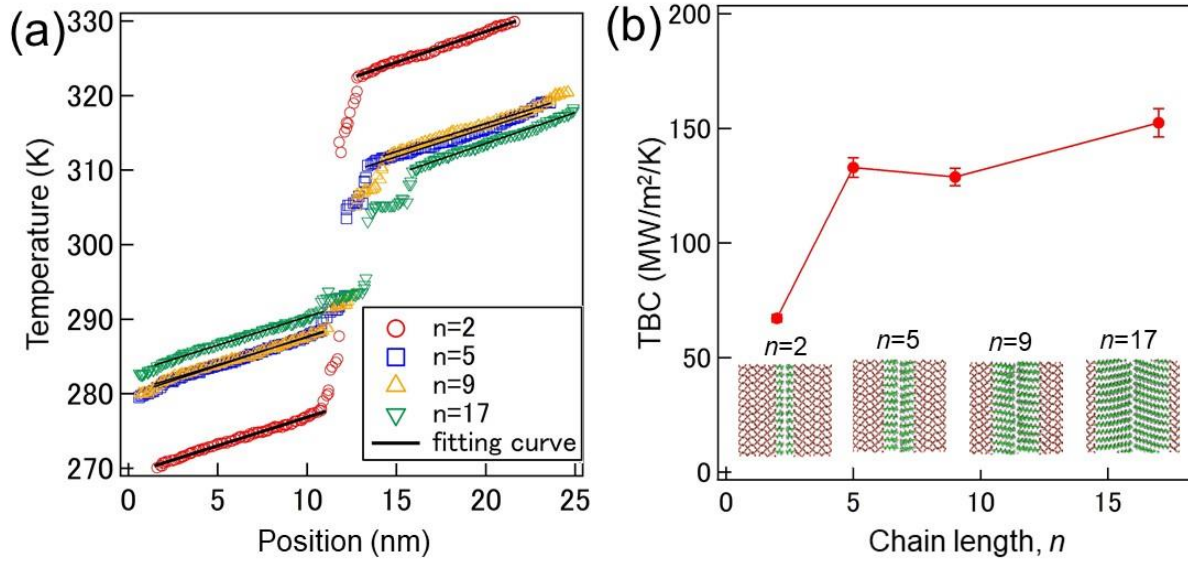 (a)
Temperature (K)
330
320
310
300
290
280
270
0 5 10 15 20 25
Position (nm)
n=2
n=5
n=9
n=17
fitting curve
(b)
TBC (MW/m²/K)
200
150
100
50
0
n=2 n=5 n=9 n=17
0 5 10 15
Chain length, n